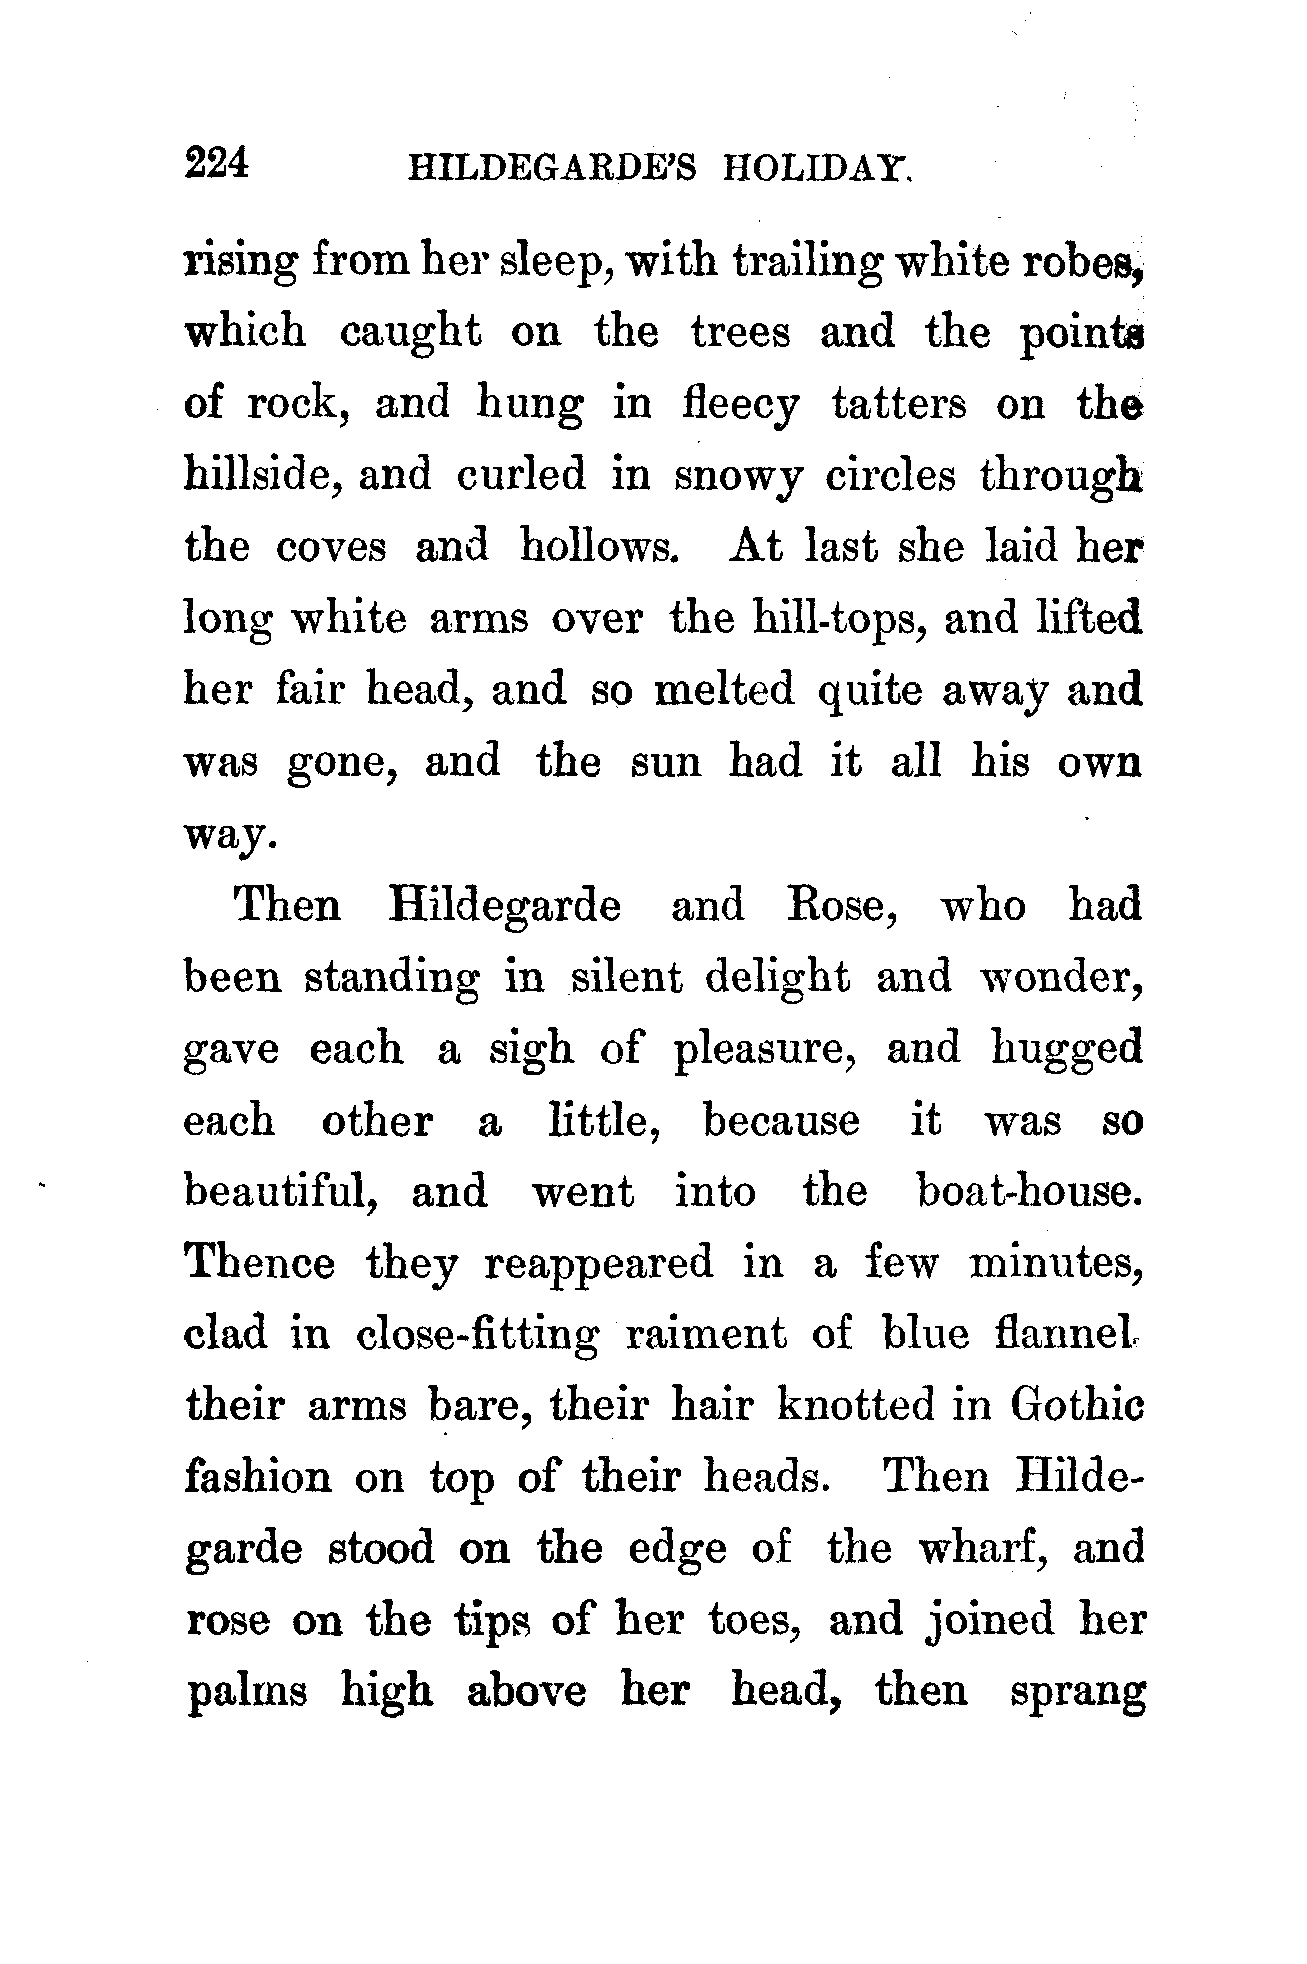 224 HILDEGARDE'S HOLIDAY.
rising from her sleep, with trailing white robes,
which caught on the trees and the points
of rock, and hung in fleecy tatters on the
hillside, and curled in snowy circles through
the coves and hollows. At last she laid her
long white arms over the hill-tops, and lifted
her fair head, and so melted quite away and
was gone, and the sun had it all his own
way.
Then Hildegarde and Rose, who had
been standing in silent delight and wonder,
gave each a sigh of pleasure, and hugged
each other a little, because it was so
beautiful, and went into the boat-house.
Thence they reappeared in a few minutes,
clad in close-fitting raiment of blue flannel,
their arms bare, their hair knotted in Gothic
fashion on top of their heads. Then Hilde-
garde stood on the edge of the wharf, and
rose on the tips of her toes, and joined her
palms high above her head, then sprang